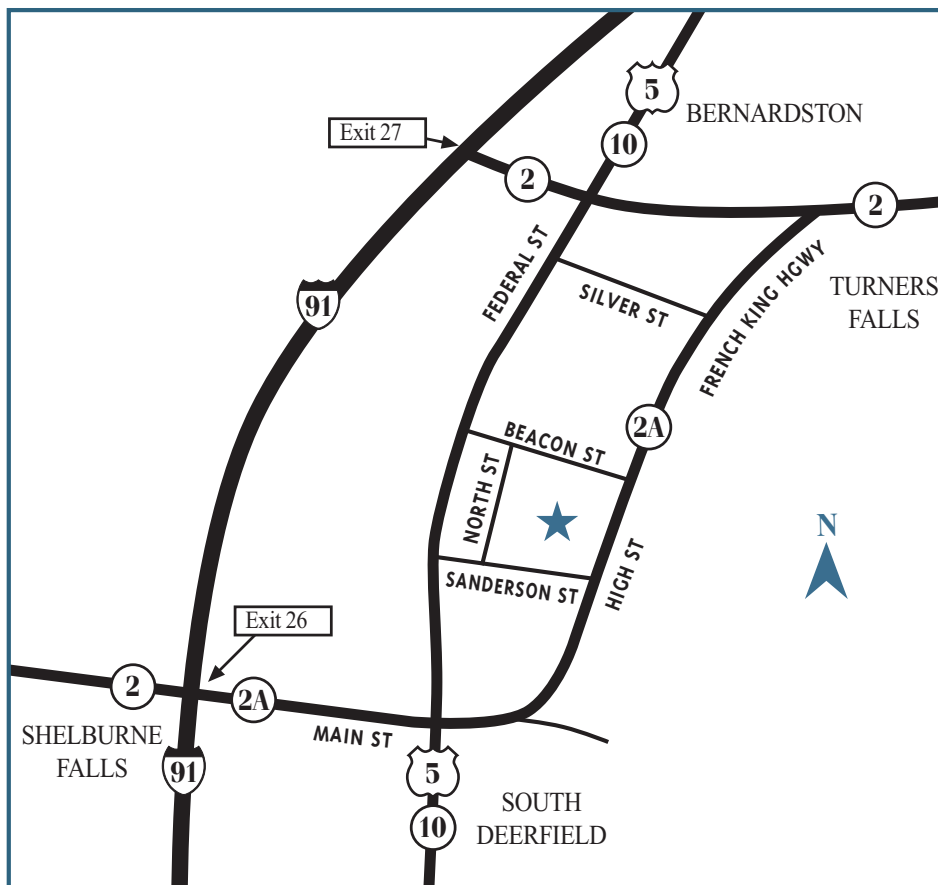 5
BERNARDSTON
Exit 27
10
2
2
FEDERAL ST
FRENCH KING HGWY
TURNERS
FALLS
SILVER ST
91
2A
BEACON ST
NORTH ST
N
SANDERSON ST
HIGH ST
Exit 26
2
2A
MAIN ST
SHELBURNE
FALLS
91
5
SOUTH
DEERFIELD
10